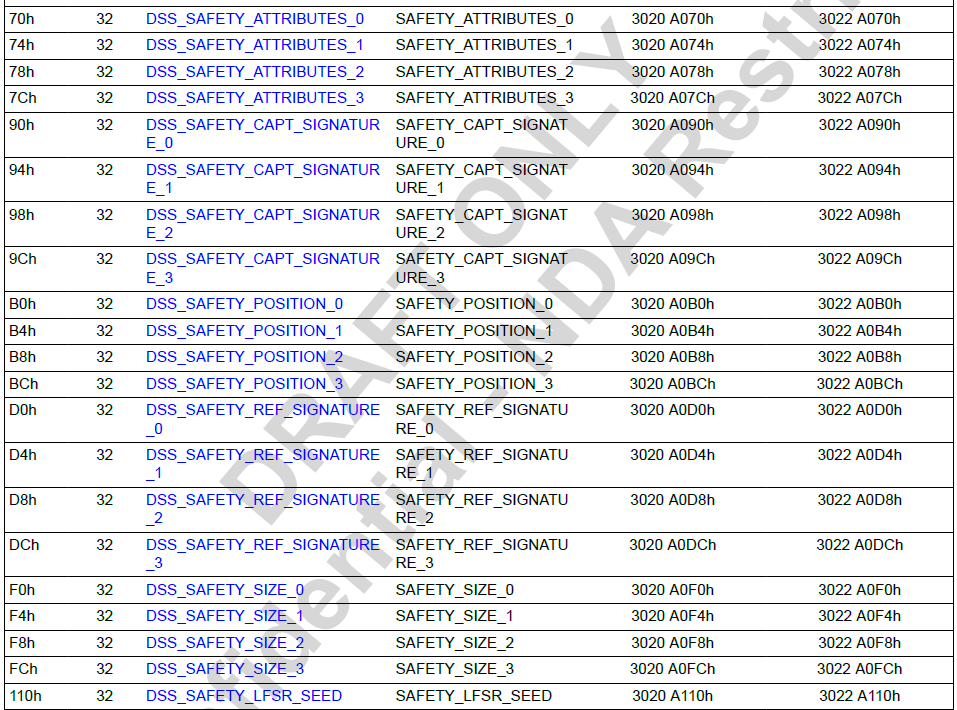 70h 32 DSS_SAFETY_ATTRIBUTES_0 SAFETY_ATTRIBUTES_0 3020 A070h 3022 A070h
74h 32 DSS_SAFETY_ATTRIBUTES_1 SAFETY_ATTRIBUTES_1 3020 A074h 3022 A074h
78h 32 DSS_SAFETY_ATTRIBUTES_2 SAFETY_ATTRIBUTES_2 3020 A078h 3022 A078h
7Ch 32 DSS_SAFETY_ATTRIBUTES_3 SAFETY_ATTRIBUTES_3 3020 A07Ch 3022 A07Ch
90h 32 DSS_SAFETY_CAPT_SIGNATUR SAFETY_CAPT_SIGNAT 3020 A090h 3022 A090h
E_0 URE_0
94h 32 DSS_SAFETY_CAPT_SIGNATUR SAFETY_CAPT_SIGNAT 3020 A094h 3022 A094h
E_1 URE_1
98h 32 DSS_SAFETY_CAPT_SIGNATUR SAFETY_CAPT_SIGNAT 3020 A098h 3022 A098h
E_2 URE_2
9Ch 32 DSS_SAFETY_CAPT_SIGNATUR SAFETY_CAPT_SIGNAT 3020 A09Ch 3022 A09Ch
E_3 URE_3
B0h 32 DSS_SAFETY_POSITION_0 SAFETY_POSITION_0 3020 A0B0h 3022 A0B0h
B4h 32 DSS_SAFETY_POSITION_1 SAFETY_POSITION_1 3020 A0B4h 3022 A0B4h
B8h 32 DSS_SAFETY_POSITION_2 SAFETY_POSITION_2 3020 A0B8h 3022 A0B8h
BCh 32 DSS_SAFETY_POSITION_3 SAFETY_POSITION_3 3020 A0BCh 3022 A0BCh
D0h 32 DSS_SAFETY_REF_SIGNATURE SAFETY_REF_SIGNATU 3020 A0D0h 3022 A0D0h
_0 RE_0
D4h 32 DSS_SAFETY_REF_SIGNATURE SAFETY_REF_SIGNATU 3020 A0D4h 3022 A0D4h
_1 RE_1
D8h 32 DSS_SAFETY_REF_SIGNATURE SAFETY_REF_SIGNATU 3020 A0D8h 3022 A0D8h
_2 RE_2
DCh 32 DSS_SAFETY_REF_SIGNATURE SAFETY_REF_SIGNATU 3020 A0DCh 3022 A0DCh
_3 RE_3
F0h 32 DSS_SAFETY_SIZE_0 SAFETY_SIZE_0 3020 A0F0h 3022 A0F0h
F4h 32 DSS_SAFETY_SIZE_1 SAFETY_SIZE_1 3020 A0F4h 3022 A0F4h
F8h 32 DSS_SAFETY_SIZE_2 SAFETY_SIZE_2 3020 A0F8h 3022 A0F8h
FCh 32 DSS_SAFETY_SIZE_3 SAFETY_SIZE_3 3020 A0FCh 3022 A0FCh
110h 32 DSS_SAFETY_LFSR_SEED SAFETY_LFSR_SEED 3020 A110h 3022 A110h
DRAFT ONLY
fidential - NDA Restr